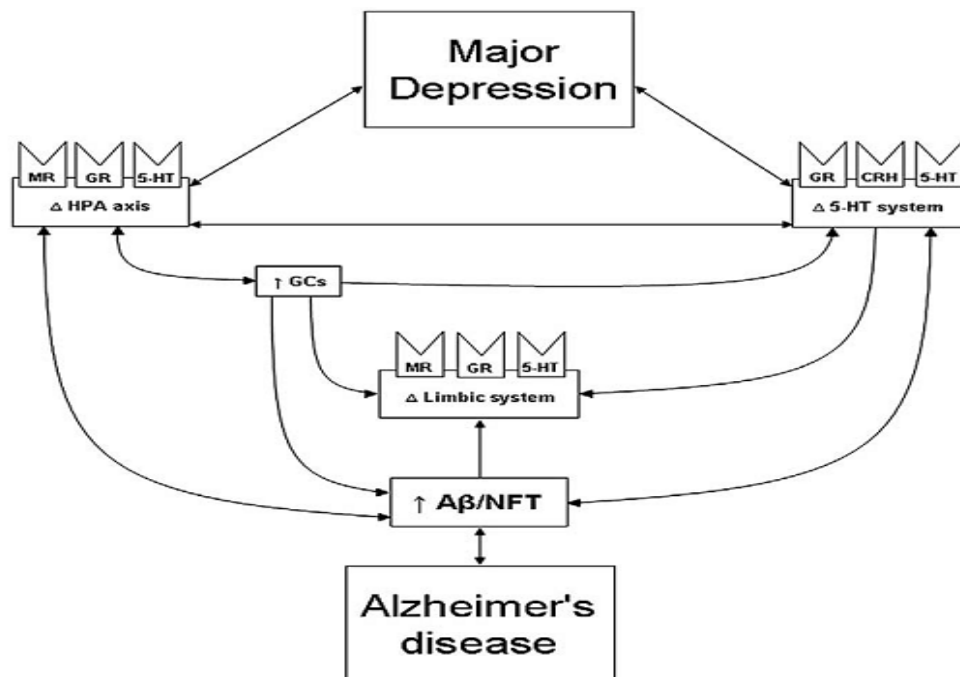 Major
Depression
MR GR 5-HT
Δ HPA axis
GR CRH 5-HT
Δ 5-HT system
↑ GCs
MR GR 5-HT
Δ Limbic system
↑ Aβ/NFT
Alzheimer's
disease